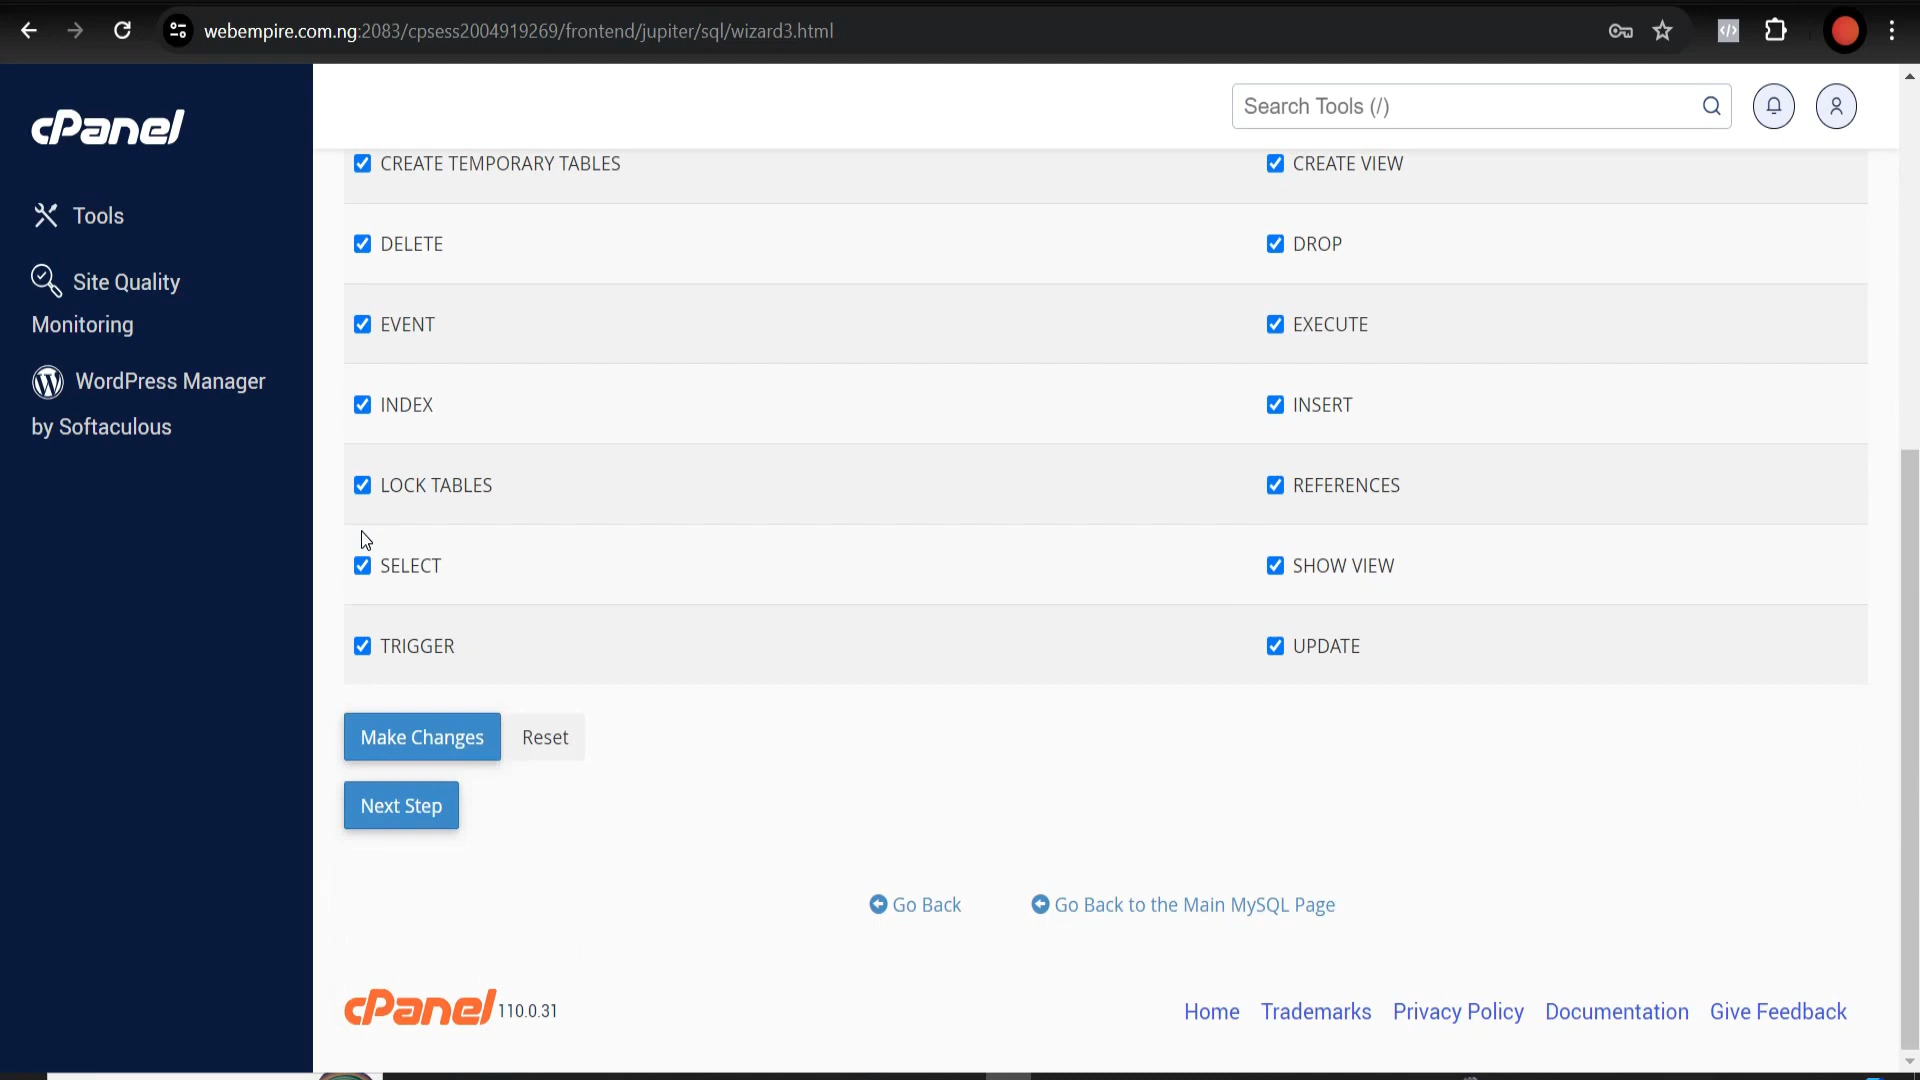 webempire.com.ng:2083/cpsess2004919269/frontend/jupiter/sql/wizard3.html
cPanel
Search Tools (/)
Tools
Site Quality
Monitoring
WordPress Manager
by Softaculous
CREATE TEMPORARY TABLES
CREATE VIEW
DELETE
DROP
EVENT
EXECUTE
INDEX
INSERT
LOCK TABLES
REFERENCES
SELECT
SHOW VIEW
TRIGGER
UPDATE
Make Changes
Reset
Next Step
Go Back
Go Back to the Main MySQL Page
cPanel 110.0.31
Home
Trademarks
Privacy Policy
Documentation
Give Feedback